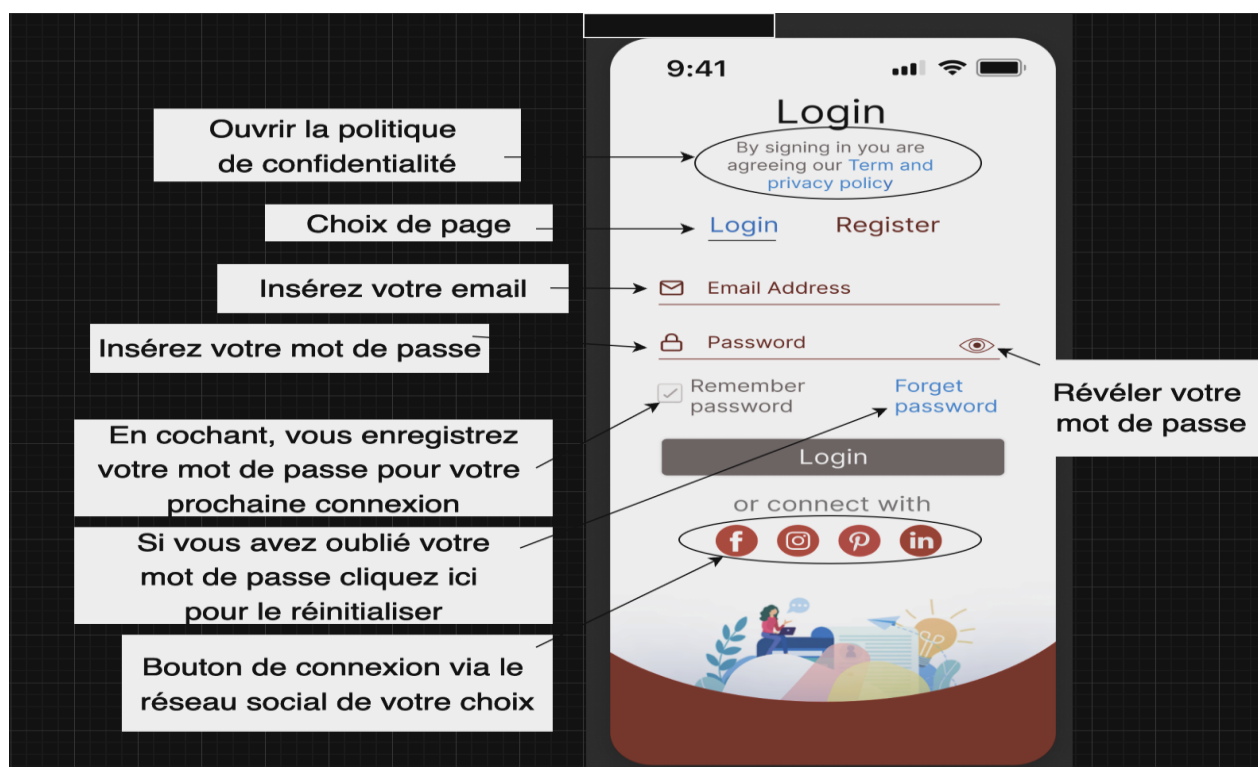 9:41
Login
By signing in you are
agreeing our Term and
privacy policy
Login Register
Email Address
Password
Remember
password
Forget
password
Login
or connect with
f in
Ouvrir la politique
de confidentialité
Choix de page
Insérez votre email
Insérez votre mot de passe
En cochant, vous enregistrez
votre mot de passe pour votre
prochaine connexion
Si vous avez oublié votre
mot de passe cliquez ici
pour le réinitialiser
Bouton de connexion via le
réseau social de votre choix
Révéler votre
mot de passe